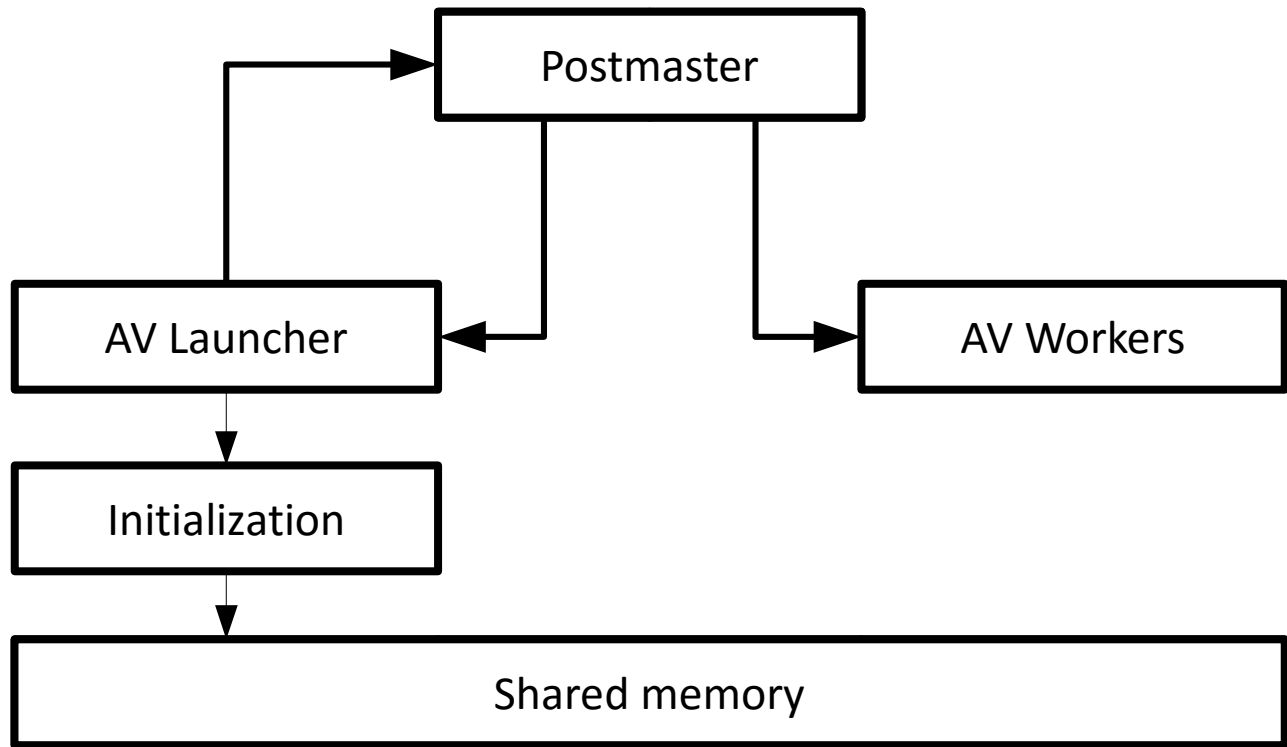 Postmaster
AV Launcher
AV Workers
Initialization
Shared memory